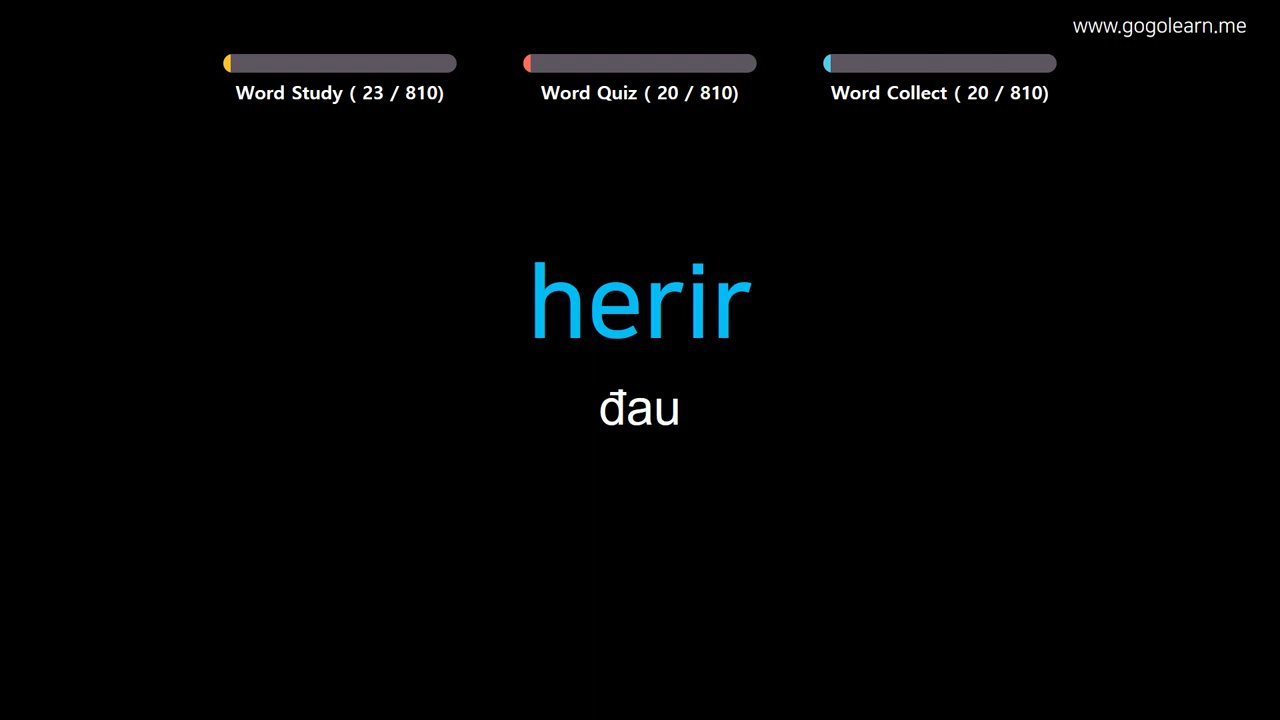 www.gogolearn.me
Word Study ( 23 / 810)
Word Quiz ( 20 / 810)
Word Collect ( 20 / 810)
herir
đau